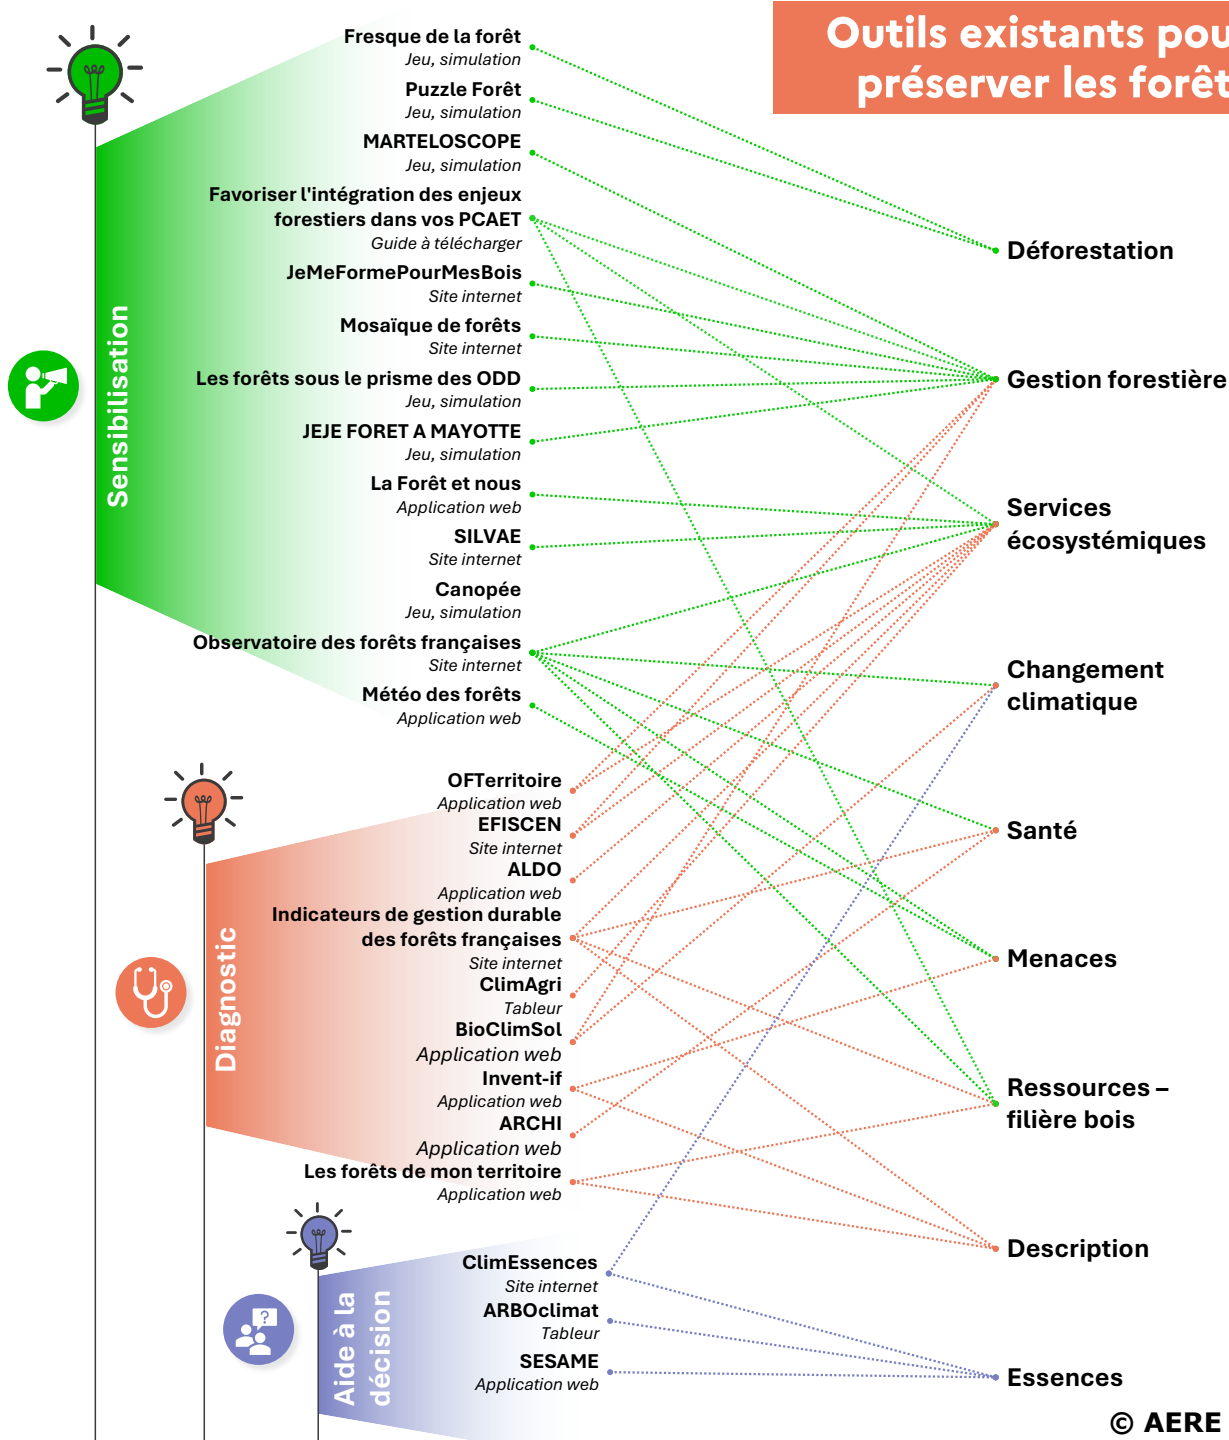 Outils existants pou
préserver les forêt
Fresque de la forêt
Jeu, simulation
Puzzle Forêt
Jeu, simulation
MARTELOSCOPE
Jeu, simulation
Favoriser l'intégration des enjeux
forestiers dans vos PCAET
Guide à télécharger
JeMeFormePourMesBois
Site internet
Mosaïque de forêts
Site internet
Les forêts sous le prisme des ODD
Jeu, simulation
JEJE FORET A MAYOTTE
Jeu, simulation
La Forêt et nous
Application web
SILVAE
Site internet
Canopée
Jeu, simulation
Observatoire des forêts françaises
Site internet
Météo des forêts
Application web
Sensibilisation
OFTerritoire
Application web
EFISCEN
Site internet
ALDO
Application web
Indicateurs de gestion durable
des forêts françaises
Site internet
ClimAgri
Tableur
BioClimSol
Application web
Invent-if
Application web
ARCHI
Application web
Les forêts de mon territoire
Application web
Diagnostic
ClimEssences
Site internet
ARBOclimat
Tableur
SESAME
Application web
Aide à la
décision
?
Déforestation
Gestion forestière
Services
écosystémiques
Changement
climatique
Santé
Menaces
Ressources –
filière bois
Description
Essences
© AERE